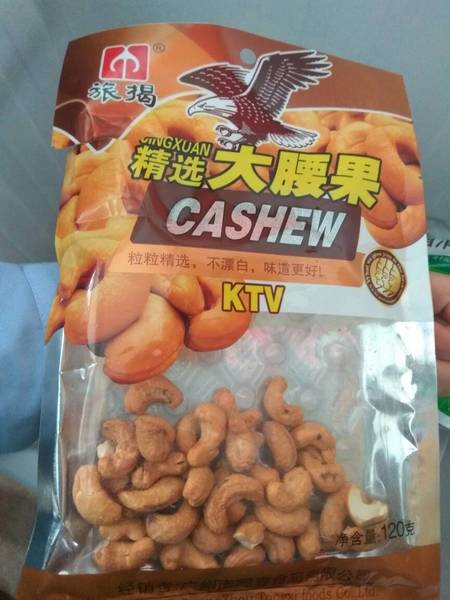 ®
旅揭
JINGXUAN
精选大腰果
CASHEW
粒粒精选，不漂白，味道更好!
KTV
净含量:120克